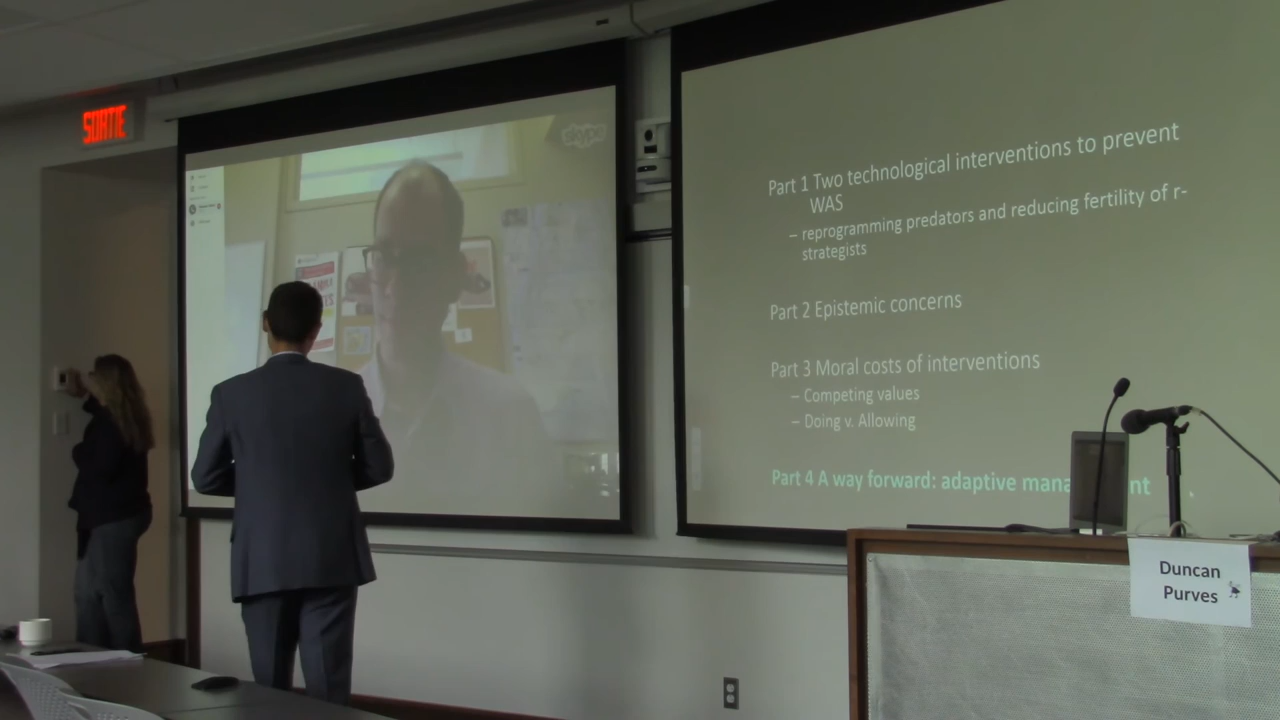 SORTIE
skype
Part 1 Two technological interventions to prevent
WAS
– reprogramming predators and reducing fertility of r-
strategists
Part 2 Epistemic concerns
Part 3 Moral costs of interventions
– Competing values
– Doing v. Allowing
Part 4 A way forward: adaptive mana nt
Duncan
Purves